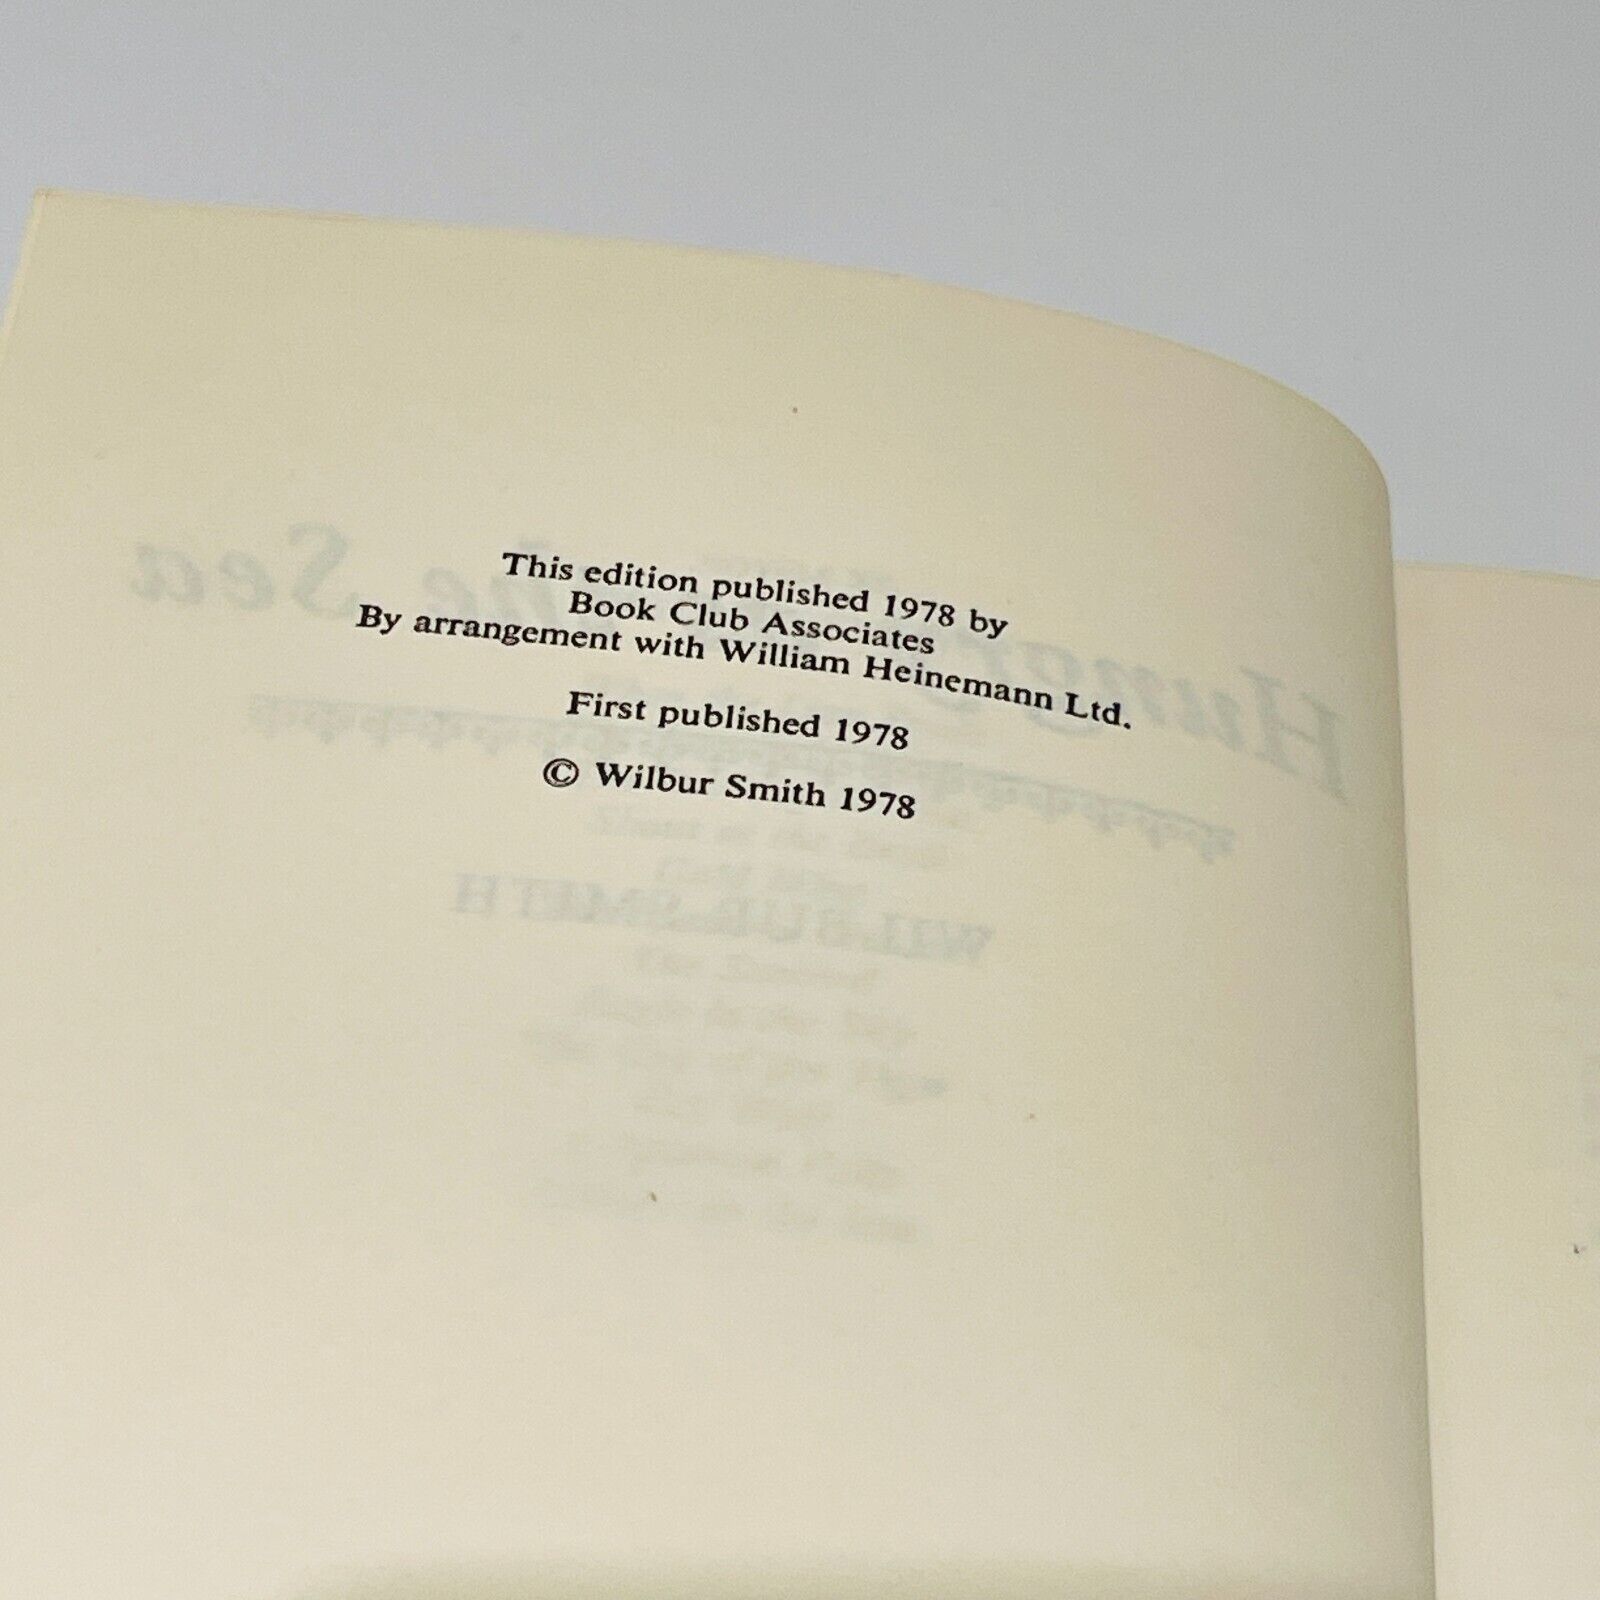 This edition published 1978 by
Book Club Associates
By arrangement with William Heinemann Ltd.
First published 1978
© Wilbur Smith 1978